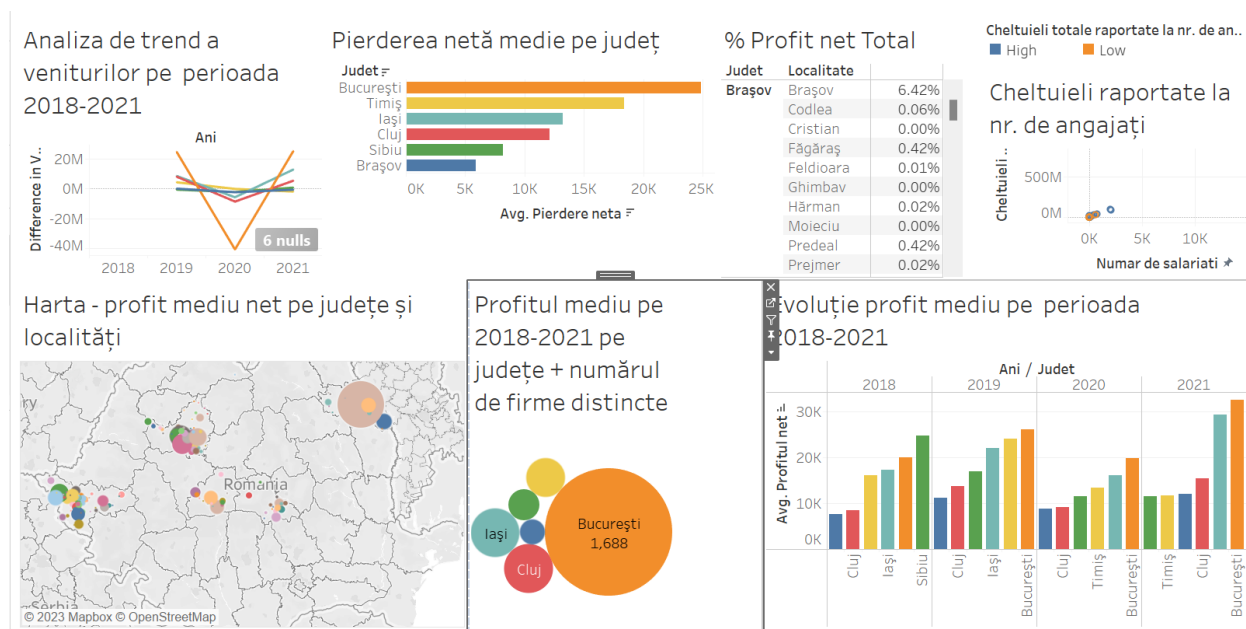 Analiza de trend a
veniturilor pe perioada
2018-2021
Ani
Difference in V..
20M
0M
-20M
-40M
6 nulls
2018 2019 2020 2021
Pierderea netă medie pe județ
Judet
București
Timiș
Iași
Cluj
Sibiu
Brașov
0K 5K 10K 15K 20K 25K
Avg. Pierdere neta
% Profit net Total
Judet Localitate
Brașov Brașov 6.42%
Codlea 0.06%
Cristian 0.00%
Făgăraș 0.42%
Feldioara 0.01%
Ghimbav 0.00%
Hărman 0.02%
Moieciu 0.00%
Predeal 0.42%
Prejmer 0.02%
Cheltuieli totale raportate la nr. de an..
High Low
Cheltuieli raportate la
nr. de angajați
Cheltuieli ..
500M
0M
0K 5K 10K
Numar de salariati
Harta - profit mediu net pe județe și
localități
ry
Romania
Serbia
© 2023 Mapbox © OpenStreetMap
Profitul mediu pe
2018-2021 pe
județe + numărul
de firme distincte
București
1,688
Iași
Cluj
Evoluție profit mediu pe perioada
2018-2021
Ani / Judet
2018 2019 2020 2021
Avg. Profitul net
30K
20K
10K
0K
Cluj Iași Sibiu Cluj Iași București Cluj Timiș București Timiș Cluj București